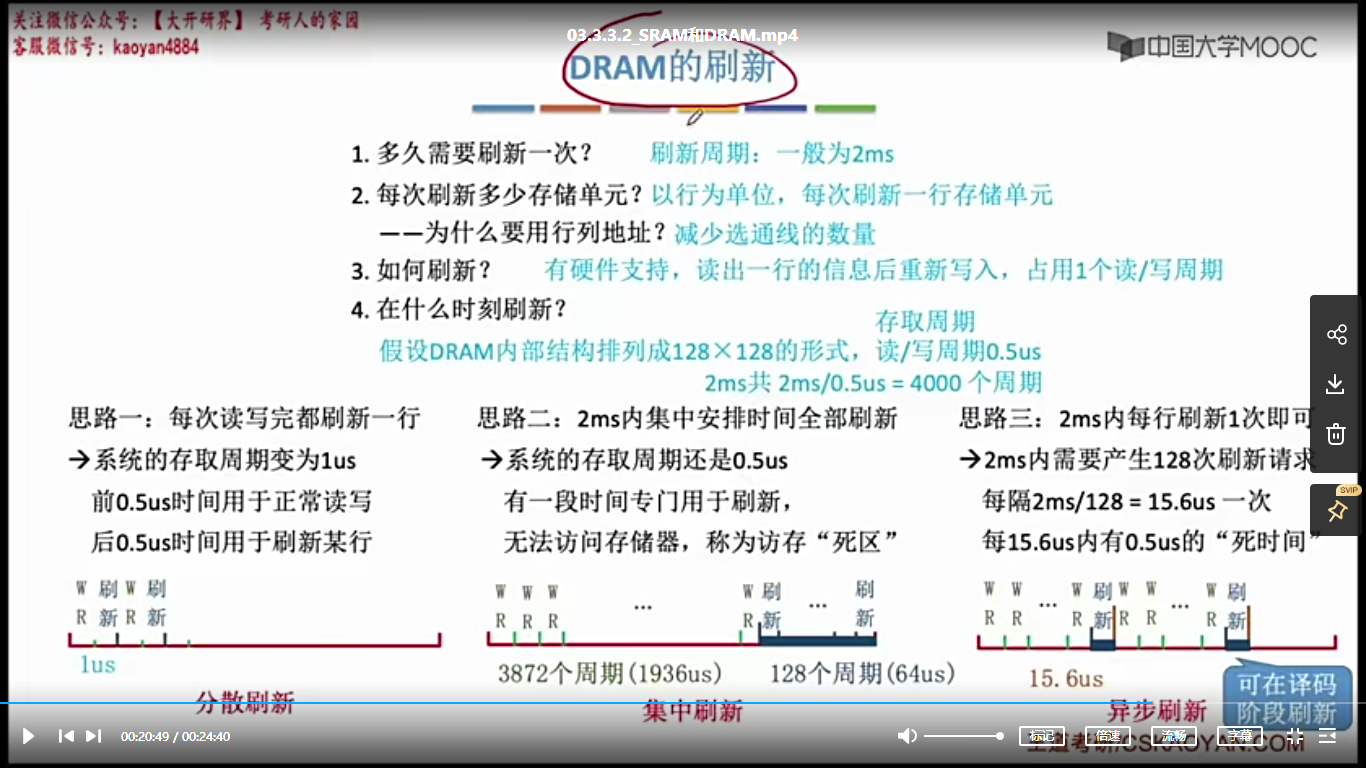 关注微信公众号：【大开研界】 考研人的家园
客服微信号：kaoyan4884
03.3.3.2_SRAM和DRAM.mp4
中国大学MOOC
DRAM的刷新
1. 多久需要刷新一次？ 刷新周期：一般为2ms
2. 每次刷新多少存储单元？以行为单位，每次刷新一行存储单元
——为什么要用行列地址？减少选通线的数量
3. 如何刷新？ 有硬件支持，读出一行的信息后重新写入，占用1个读/写周期
4. 在什么时刻刷新？
存取周期
假设DRAM内部结构排列成128×128的形式，读/写周期0.5us
2ms共 2ms/0.5us = 4000 个周期
思路一：每次读写完都刷新一行
→系统的存取周期变为1us
前0.5us时间用于正常读写
后0.5us时间用于刷新某行
W 刷 W 刷
R 新 R 新
1us
分散刷新
思路二：2ms内集中安排时间全部刷新
→系统的存取周期还是0.5us
有一段时间专门用于刷新，
无法访问存储器，称为访存“死区”
W W W ... W 刷 ... 刷
R R R R 新 新
3872个周期(1936us) 128个周期(64us)
集中刷新
思路三：2ms内每行刷新1次即可
→2ms内需要产生128次刷新请求
每隔2ms/128 = 15.6us 一次
每15.6us内有0.5us的“死时间”
W W ... W 刷 W W ... W 刷
R R R 新 R R R 新
15.6us
异步刷新
可在译码
阶段刷新
SVIP
00:20:49 / 00:24:40
标记 倍速 流畅 字幕
王道考研/CSKAOYAN.COM